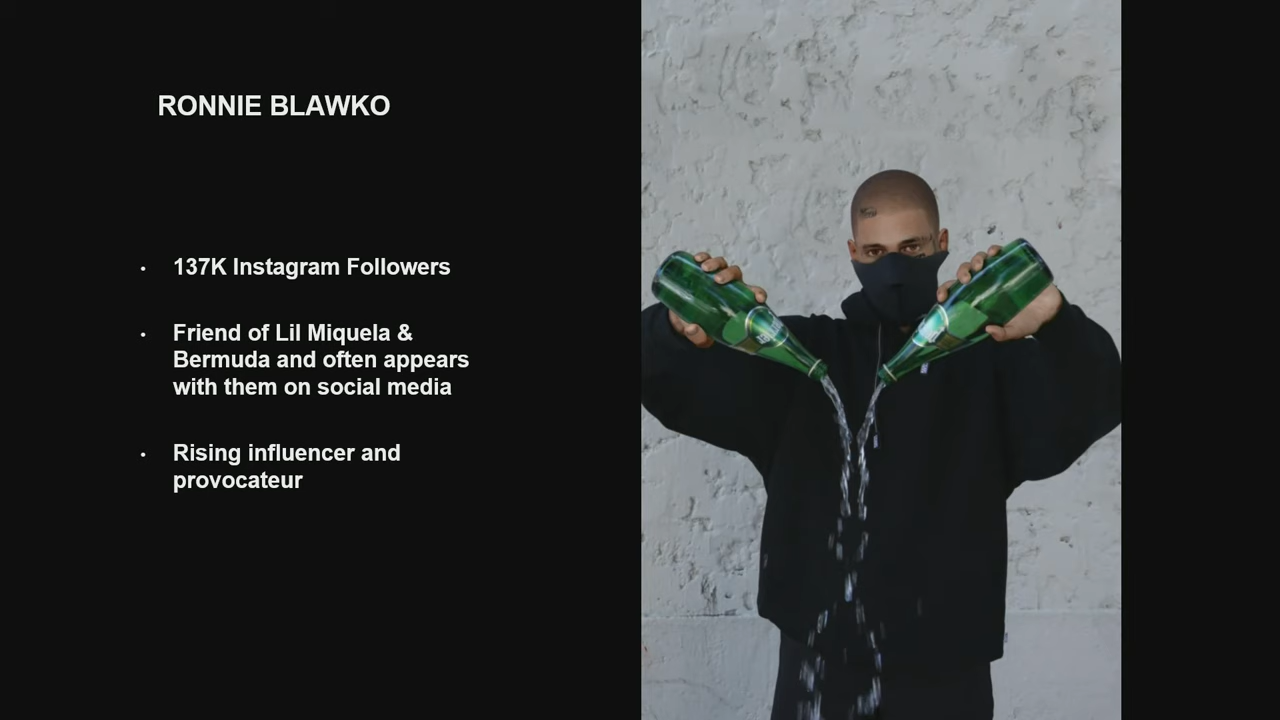 RONNIE BLAWKO
• 137K Instagram Followers
• Friend of Lil Miquela &
Bermuda and often appears
with them on social media
• Rising influencer and
provocateur